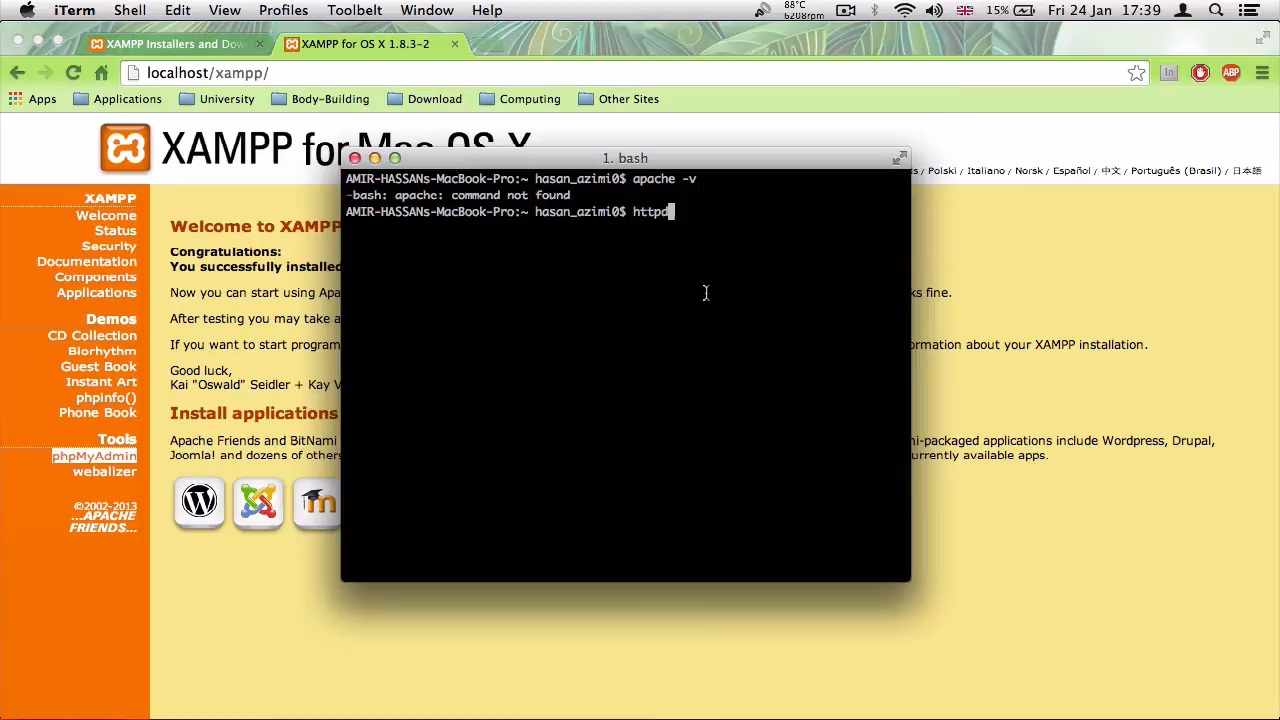 iTerm Shell Edit View Profiles Toolbelt Window Help 88°C 6208rpm 15% Fri 24 Jan 17:39
XAMPP Installers and Dow XAMPP for OS X 1.8.3-2
localhost/xampp/ In ABP
Apps Applications University Body-Building Download Computing Other Sites
XAMPP for Mac OS X
/ Polski / Italiano / Norsk / Español / 中文 / Português (Brasil) / 日本語
1. bash
AMIR-HASSANs-MacBook-Pro:~ hasan_azimi0$ apache -v
-bash: apache: command not found
AMIR-HASSANs-MacBook-Pro:~ hasan_azimi0$ httpd
XAMPP
Welcome
Status
Security
Documentation
Components
Applications
Demos
CD Collection
Biorhythm
Guest Book
Instant Art
phpinfo()
Phone Book
Tools
phpMyAdmin
webalizer
©2002-2013
...APACHE
FRIENDS...
Welcome to XAMPP
Congratulations:
You successfully installed
Now you can start using Apa ks fine.
After testing you may take a
If you want to start program ormation about your XAMPP installation.
Good luck,
Kai "Oswald" Seidler + Kay V
Install applications
Apache Friends and BitNami ni-packaged applications include Wordpress, Drupal,
Joomla! and dozens of others urrently available apps.